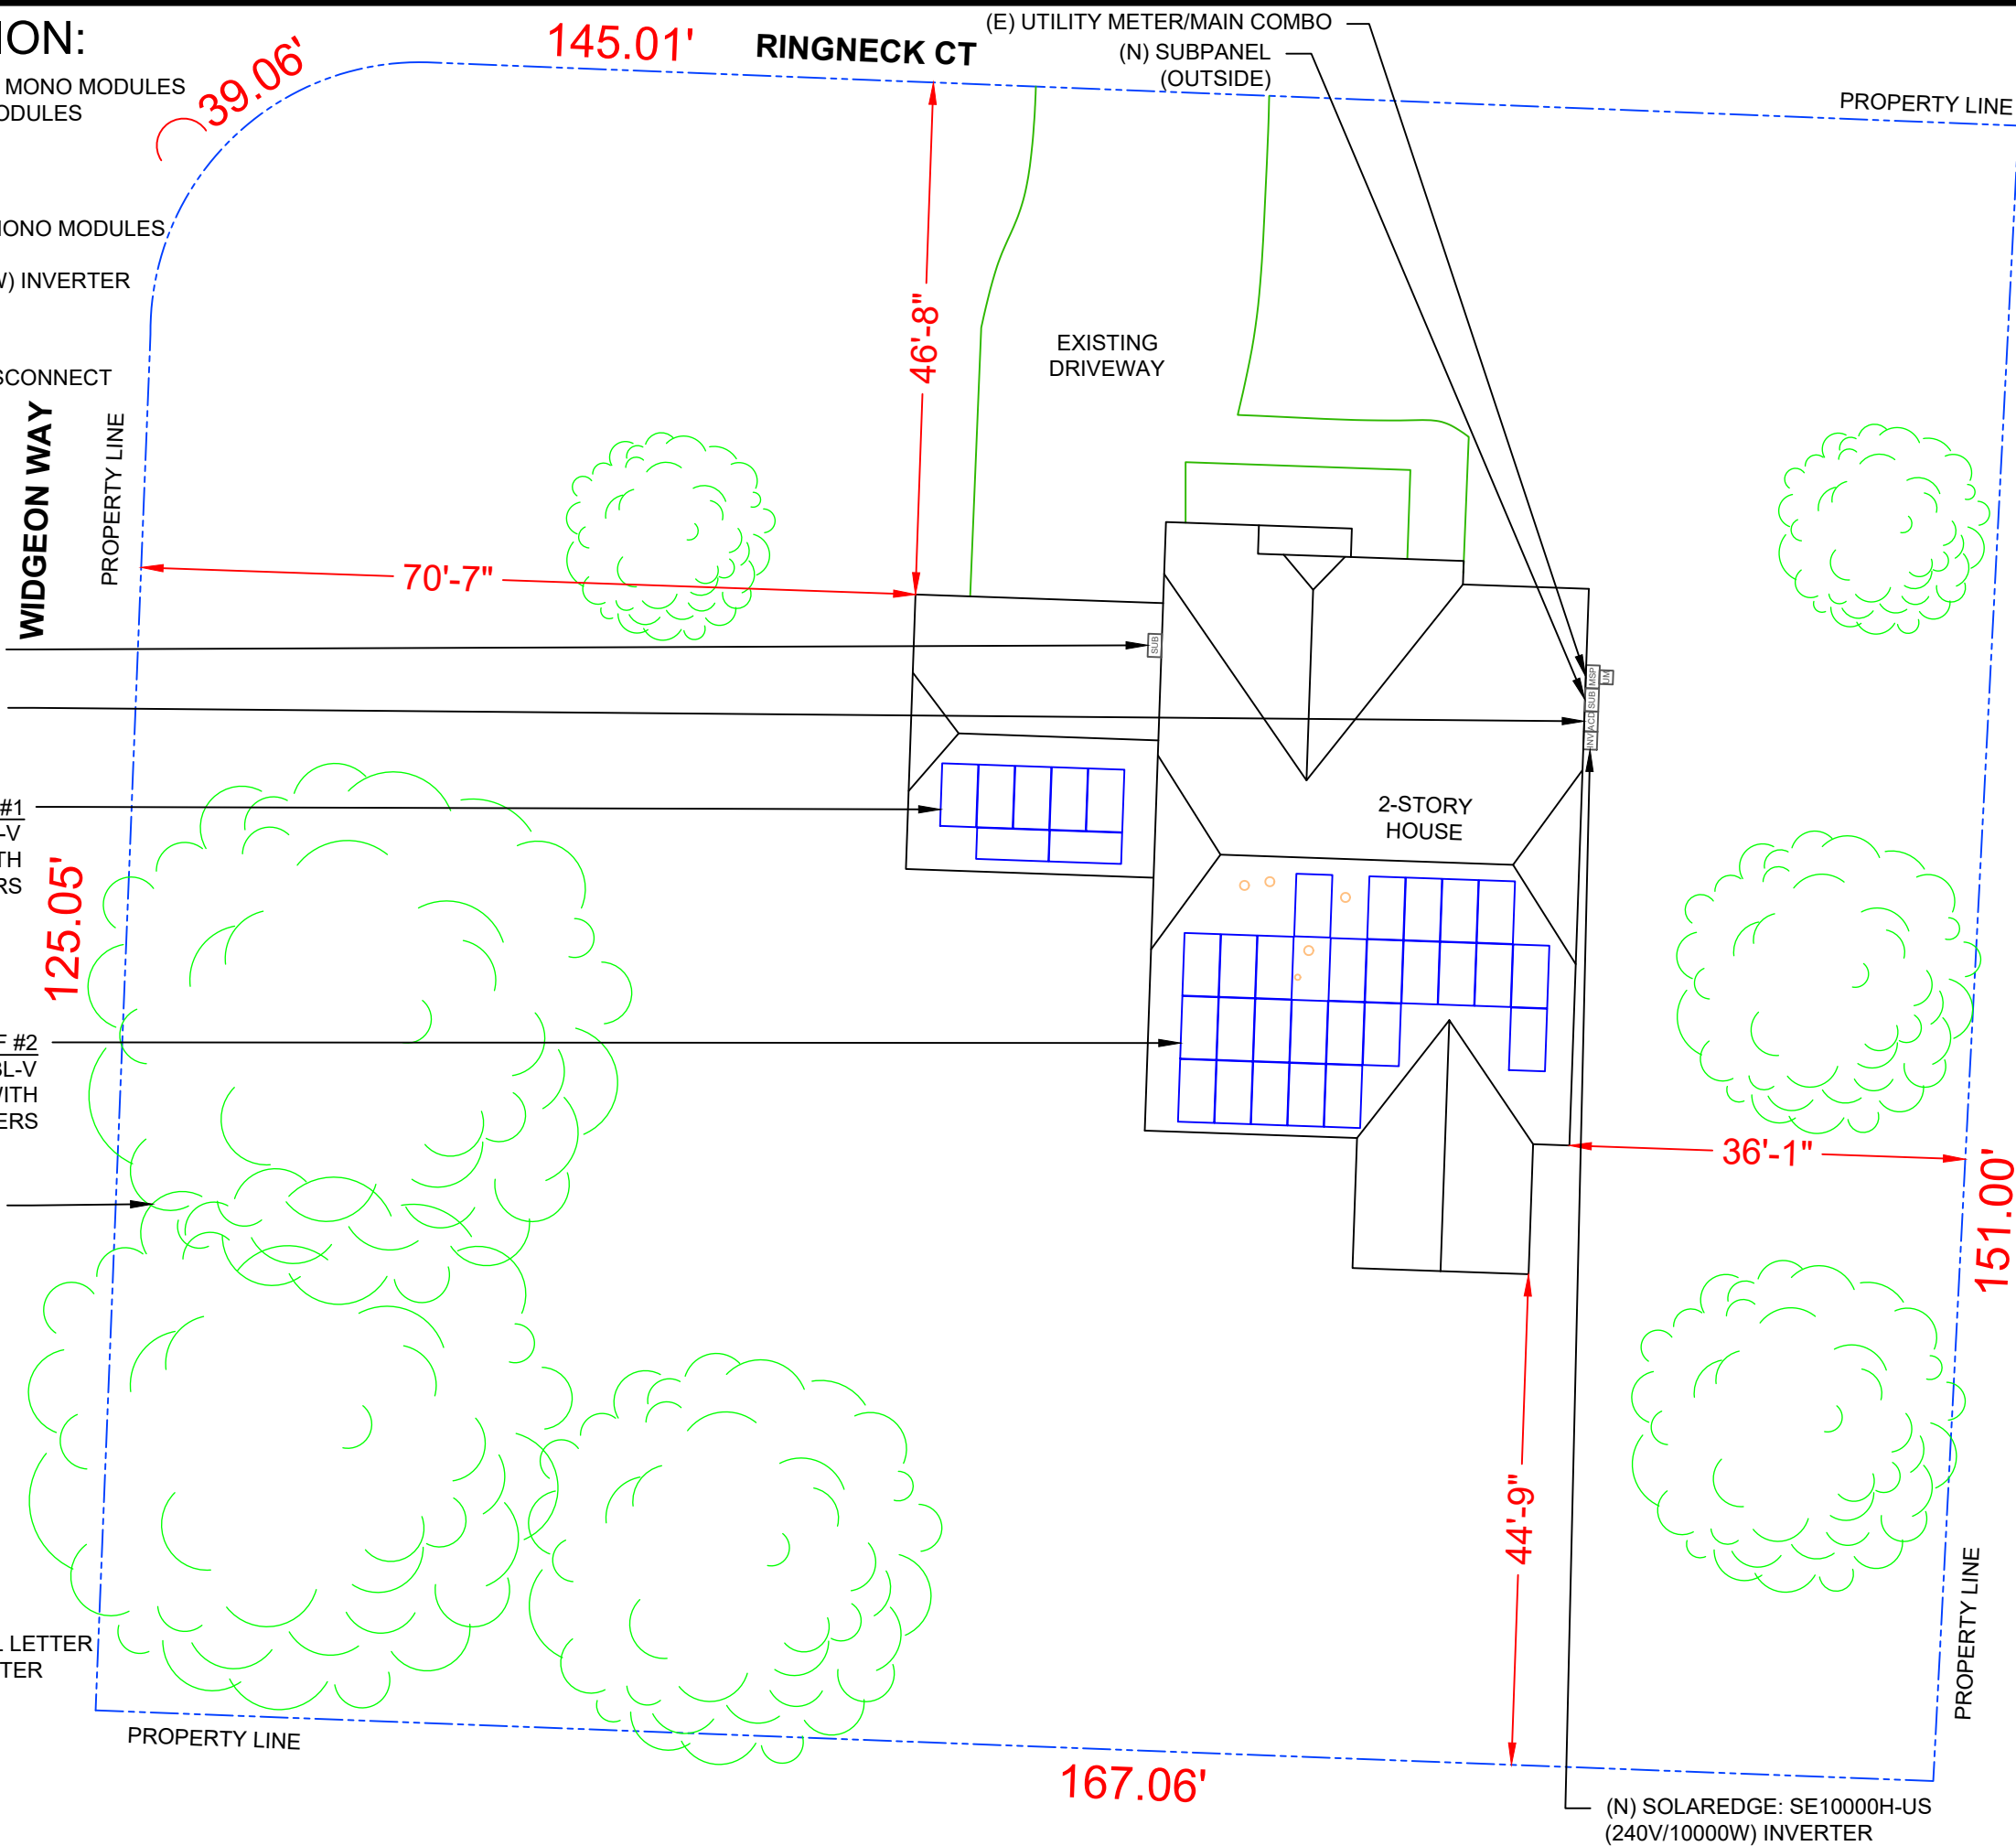 ION:
MONO MODULES
ODULES
MONO MODULES
W) INVERTER
SCONNECT
39.06'
145.01'
RINGNECK CT
(E) UTILITY METER/MAIN COMBO
(N) SUBPANEL
(OUTSIDE)
PROPERTY LINE
46'-8"
EXISTING
DRIVEWAY
WIDGEON WAY
PROPERTY LINE
70'-7"
SUB
MSP
UM
SUB
ACD
INV
2-STORY
HOUSE
#1
-V
TH
RS
125.05'
F #2
BL-V
WITH
ERS
36'-1"
151.00'
44'-9"
L LETTER
TER
PROPERTY LINE
PROPERTY LINE
167.06'
(N) SOLAREDGE: SE10000H-US
(240V/10000W) INVERTER